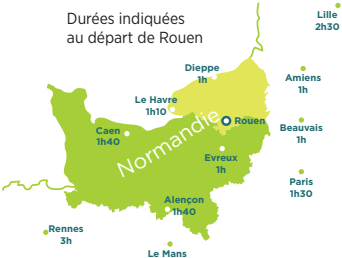 Durées indiquées
au départ de Rouen
Lille
2h30
Dieppe
1h
Amiens
1h
Le Havre
1h10
Rouen
Caen
1h40
Beauvais
1h
Normandie
Evreux
1h
Paris
1h30
Alençon
1h40
Rennes
3h
Le Mans